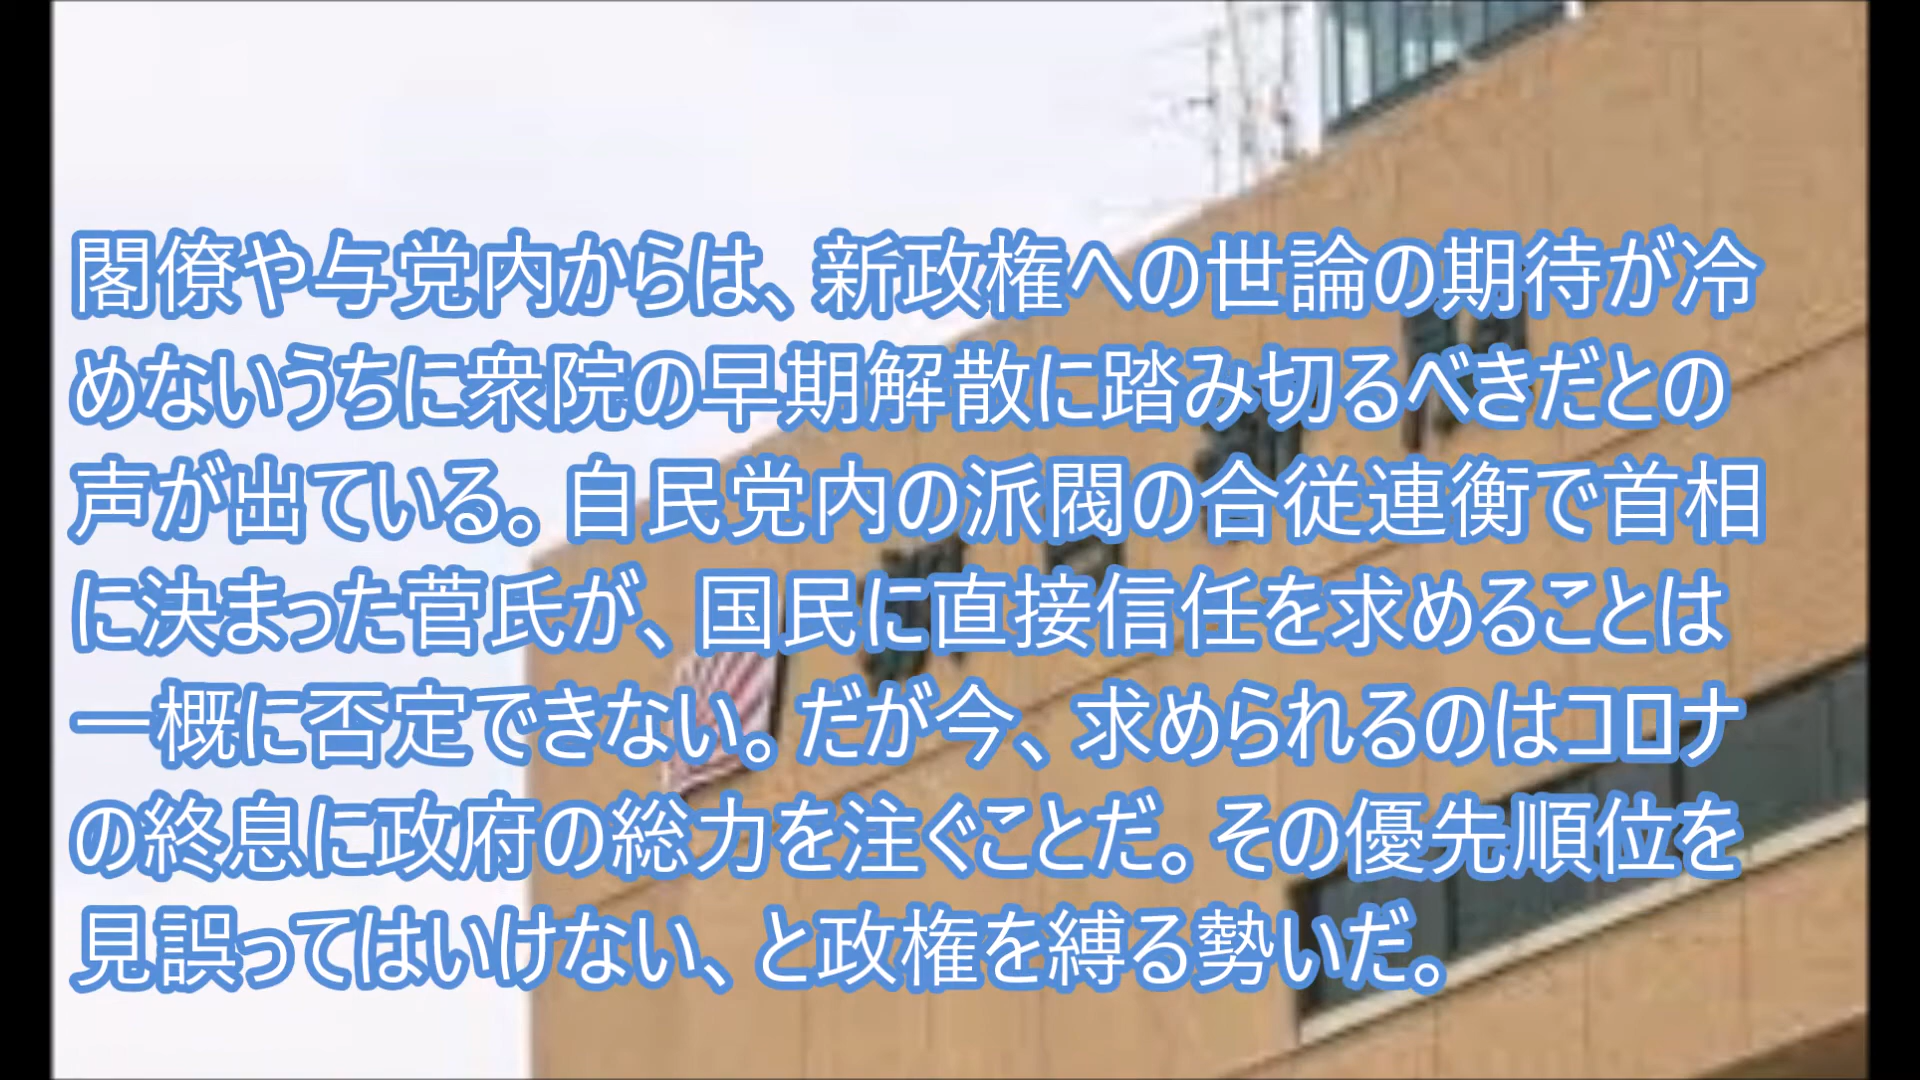 閣僚や与党内からは、新政権への世論の期待が冷
めないうちに衆院の早期解散に踏み切るべきだとの
声が出ている。自民党内の派閥の合従連衡で首相
に決まった菅氏が、国民に直接信任を求めることは
一概に否定できない。だが今、求められるのはコロナ
の終息に政府の総力を注ぐことだ。その優先順位を
見誤ってはいけない、と政権を縛る勢いだ。